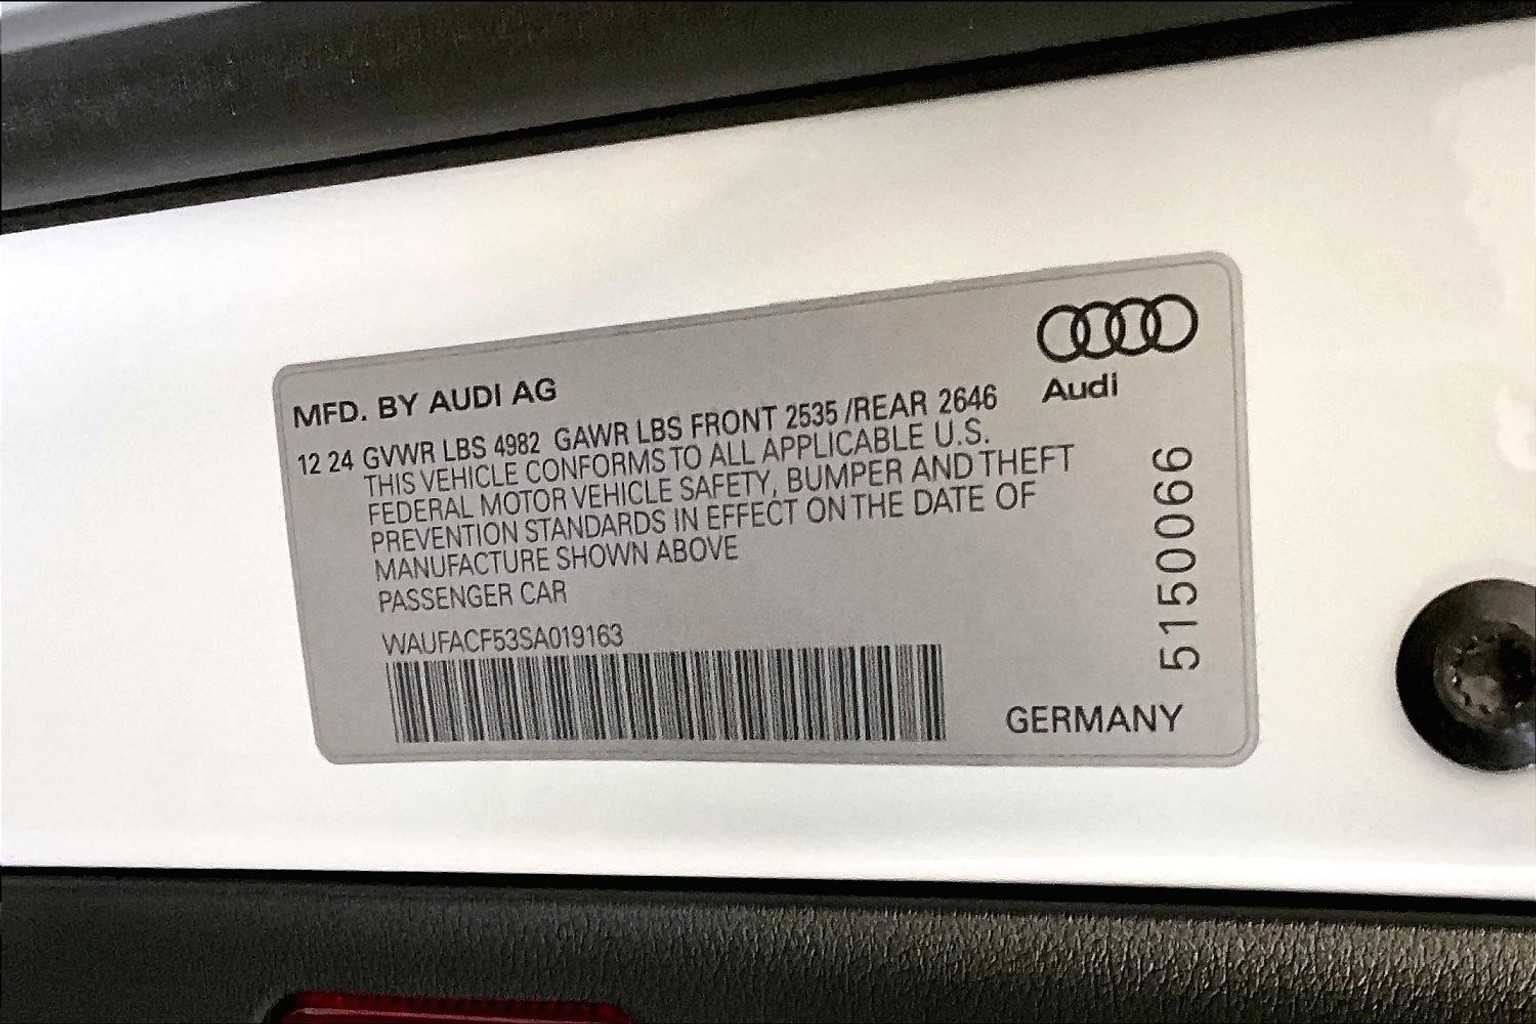 MFD. BY AUDI AG
Audi
12 24 GVWR LBS 4982 GAWR LBS FRONT 2535 /REAR 2646
THIS VEHICLE CONFORMS TO ALL APPLICABLE U.S.
FEDERAL MOTOR VEHICLE SAFETY, BUMPER AND THEFT
PREVENTION STANDARDS IN EFFECT ON THE DATE OF
MANUFACTURE SHOWN ABOVE
PASSENGER CAR
WAUFACF53SA019163
5150066
GERMANY